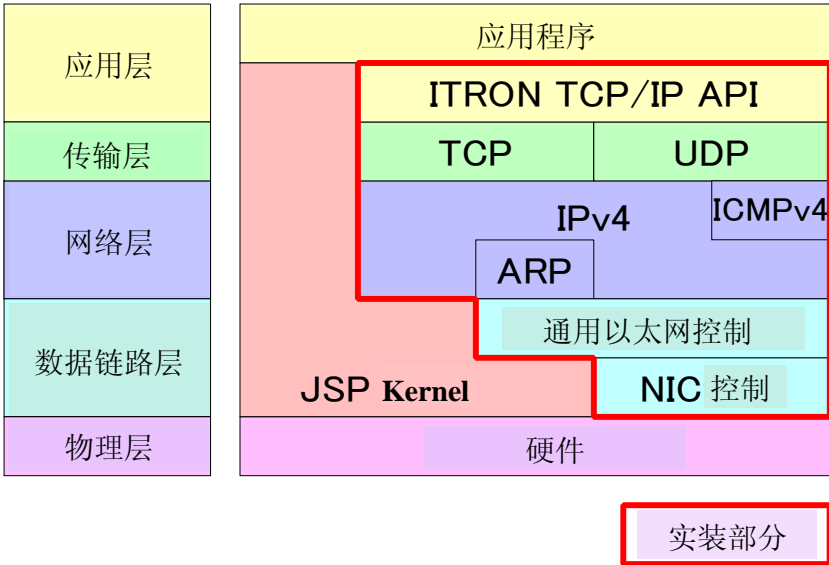 应用层
传输层
网络层
数据链路层
物理层
应用程序
ITRON TCP/IP API
TCP
UDP
IPv4
ICMPv4
ARP
通用以太网控制
JSP Kernel
NIC 控制
硬件
实装部分